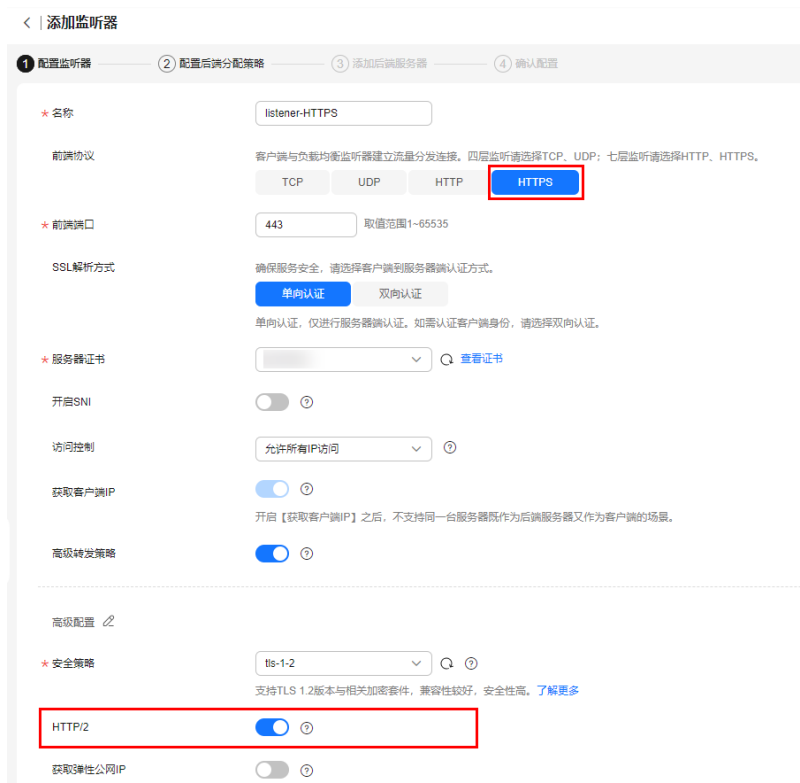 添加监听器
1 配置监听器 2 配置后端分配策略 3 添加后端服务器 4 确认配置
* 名称 listener-HTTPS
前端协议 客户端与负载均衡监听器建立流量分发连接。四层监听请选择TCP、UDP；七层监听请选择HTTP、HTTPS。
TCP UDP HTTP HTTPS
* 前端端口 443 取值范围1~65535
SSL解析方式 确保服务安全，请选择客户端到服务器端认证方式。
单向认证 双向认证
单向认证，仅进行服务器端认证。如需认证客户端身份，请选择双向认证。
* 服务器证书 查看证书
开启SNI
访问控制 允许所有IP访问
获取客户端IP
开启【获取客户端IP】之后，不支持同一台服务器既作为后端服务器又作为客户端的场景。
高级转发策略
高级配置
* 安全策略 tls-1-2
支持TLS 1.2版本与相关加密套件，兼容性较好，安全性高。了解更多
HTTP/2
获取弹性公网IP